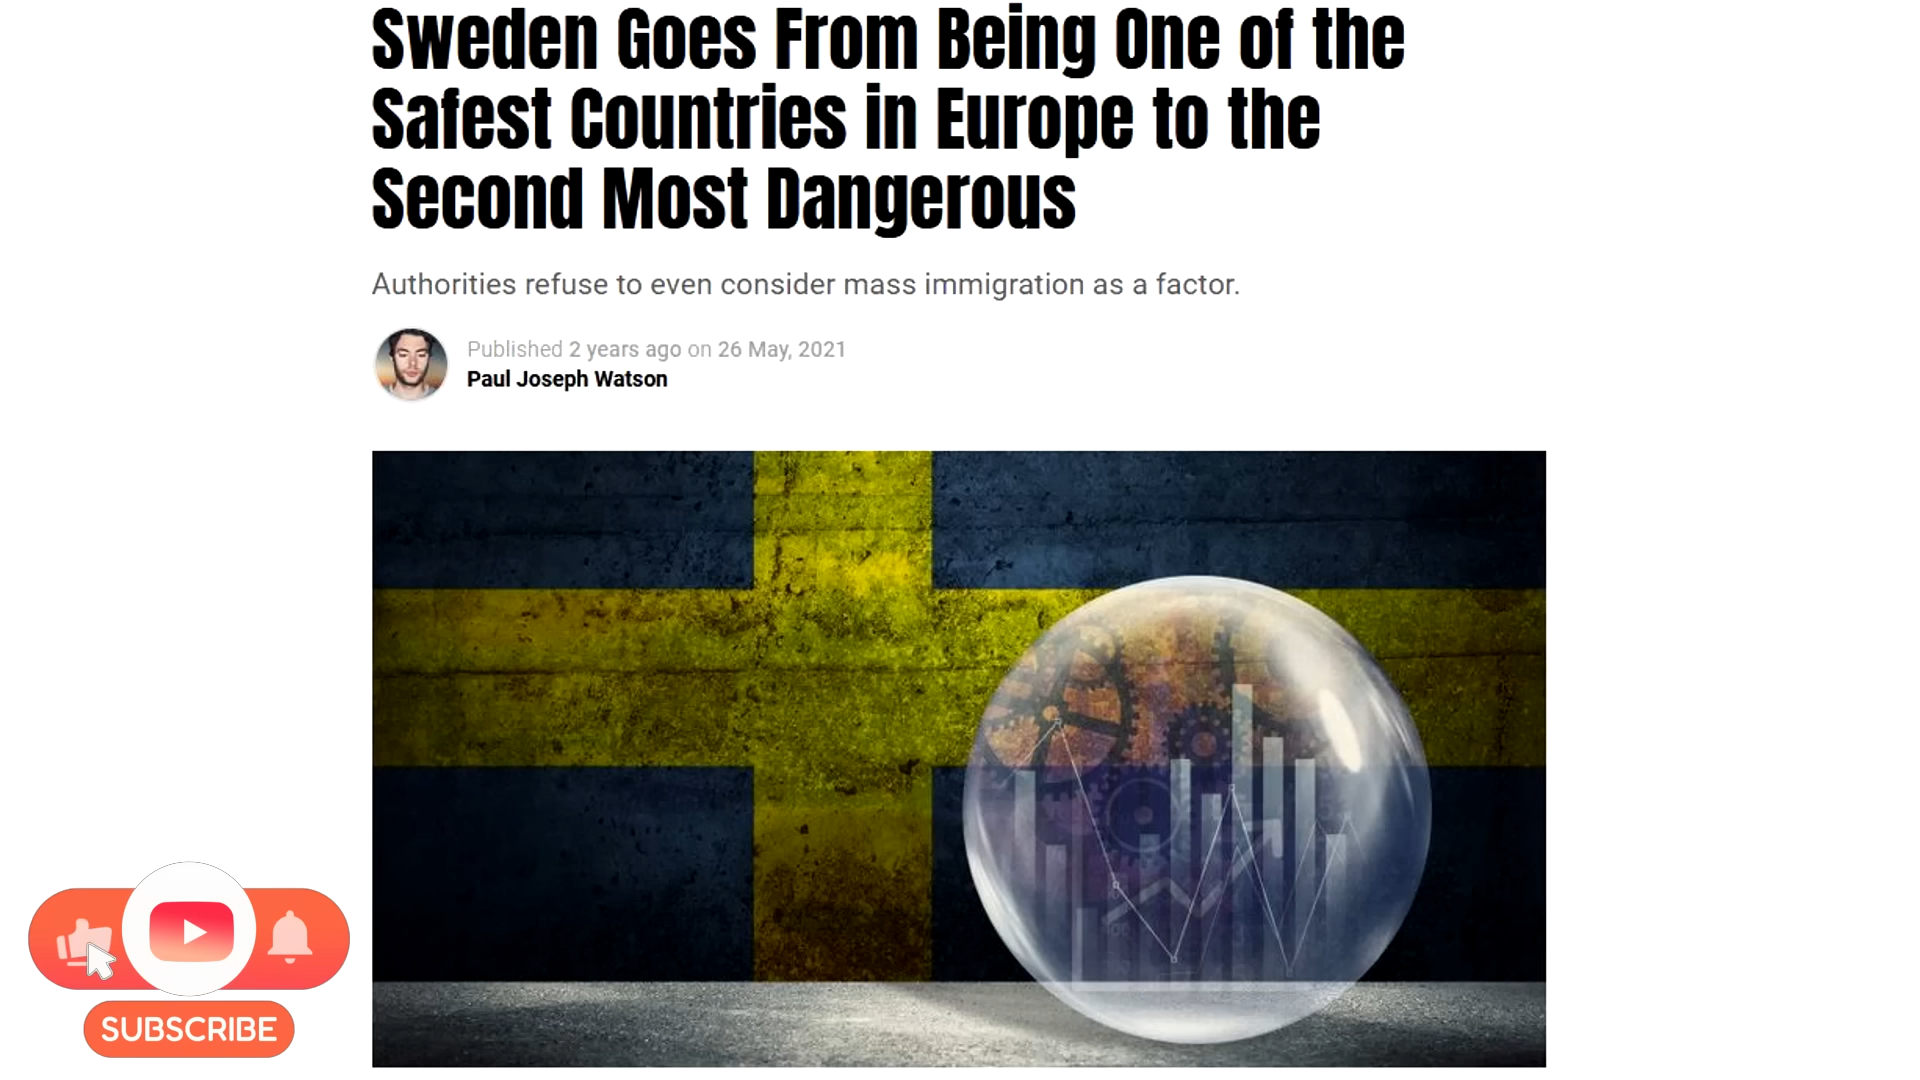 Sweden Goes From Being One of the
Safest Countries in Europe to the
Second Most Dangerous
Authorities refuse to even consider mass immigration as a factor.
Published 2 years ago on 26 May, 2021
Paul Joseph Watson
SUBSCRIBE